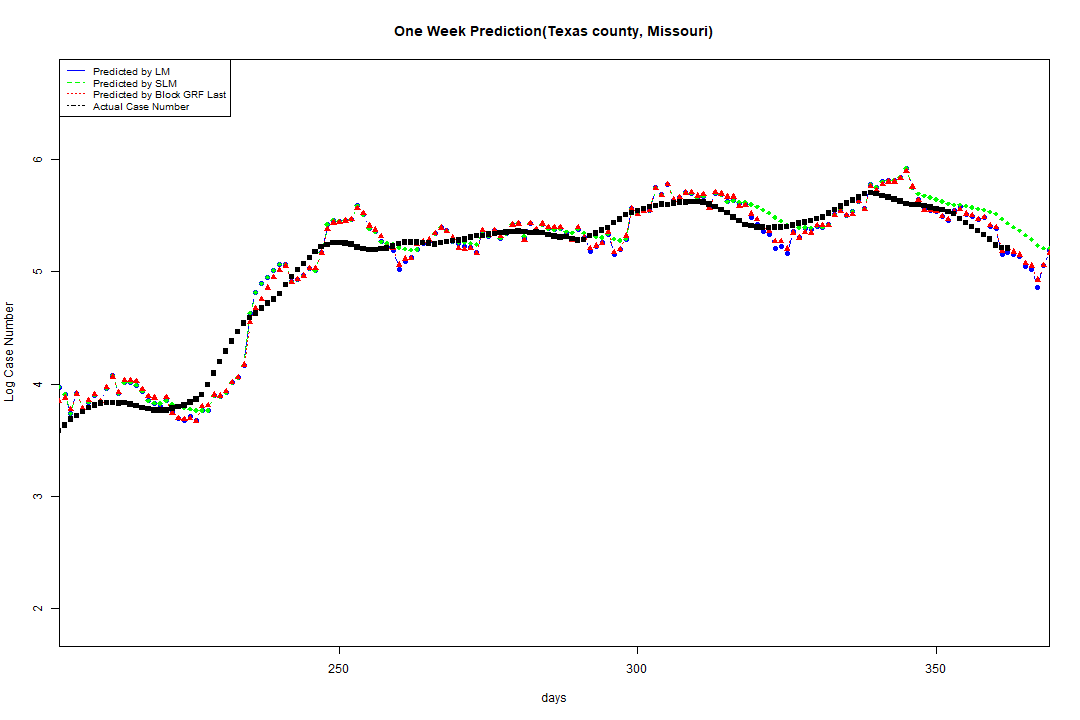 One Week Prediction(Texas county, Missouri)
Predicted by LM
Predicted by SLM
Predicted by Block GRF Last
Actual Case Number
6
5
4
3
2
Log Case Number
250 300 350
days